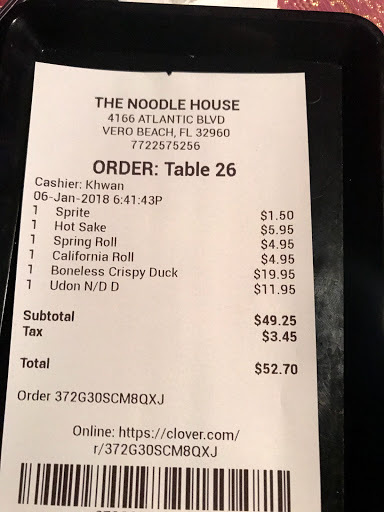 THE NOODLE HOUSE
4166 ATLANTIC BLVD
VERO BEACH, FL 32960
7722575256
ORDER: Table 26
Cashier: Khwan
06-Jan-2018 6:41:43P
1 Sprite $1.50
1 Hot Sake $5.95
1 Spring Roll $4.95
1 California Roll $4.95
1 Boneless Crispy Duck $19.95
1 Udon N/D D $11.95
Subtotal $49.25
Tax $3.45
Total $52.70
Order 372G30SCM8QXJ
Online: https://clover.com/
r/372G30SCM8QXJ